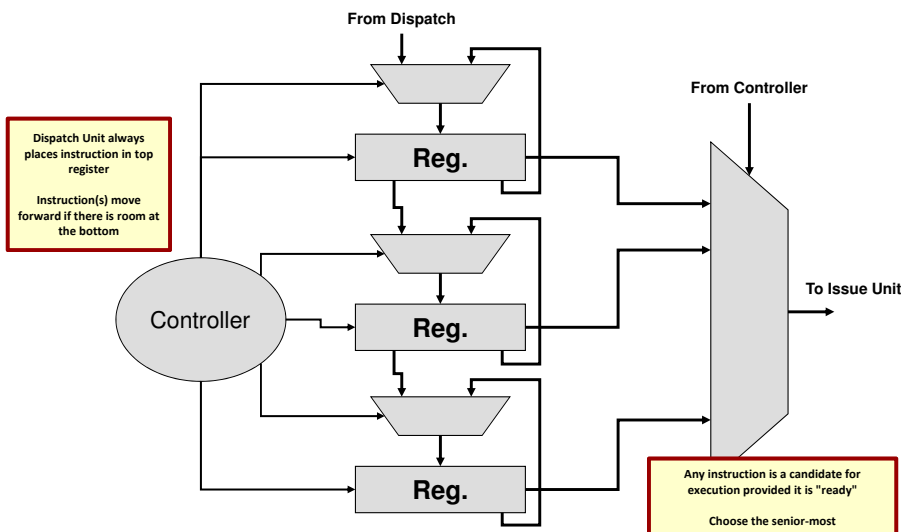 From Dispatch
From Controller
Dispatch Unit always
places instruction in top
register
Instruction(s) move
forward if there is room at
the bottom
Reg.
Controller
Reg.
To Issue Unit
Reg.
Any instruction is a candidate for
execution provided it is "ready"
Choose the senior-most